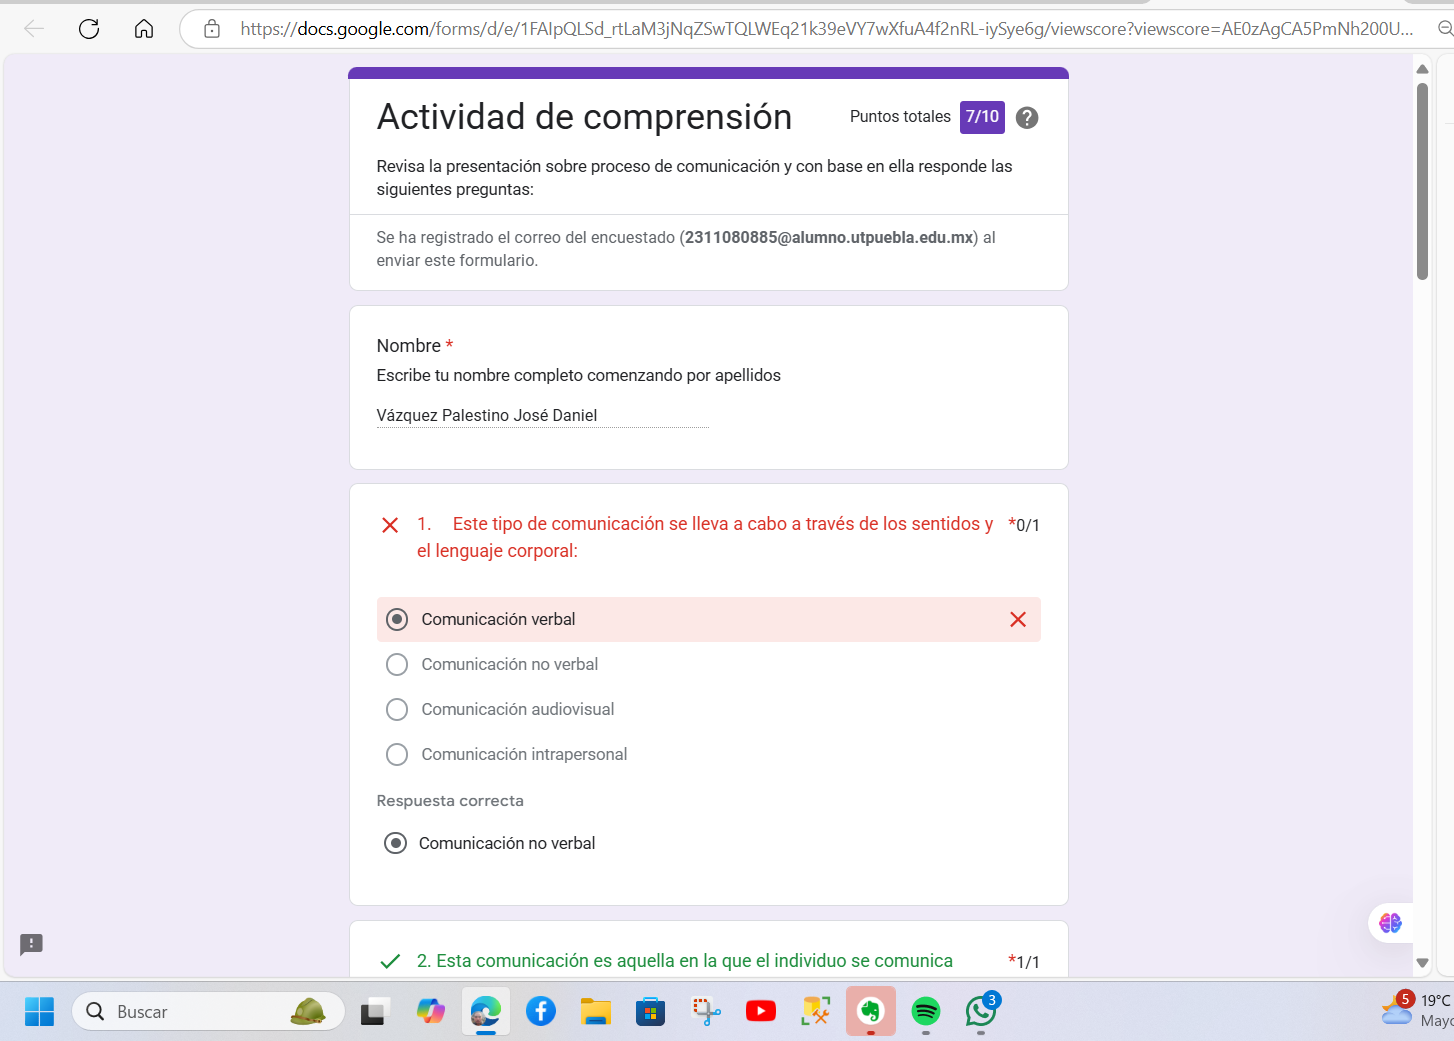 https://docs.google.com/forms/d/e/1FAIpQLSd_rtLaM3jNqZSwTQLWEq21k39eVY7wXfuA4f2nRL-iySye6g/viewscore?viewscore=AE0zAgCA5PmNh200U...
Actividad de comprensión
Puntos totales 7/10 ?
Revisa la presentación sobre proceso de comunicación y con base en ella responde las
siguientes preguntas:
Se ha registrado el correo del encuestado (2311080885@alumno.utpuebla.edu.mx) al
enviar este formulario.
Nombre *
Escribe tu nombre completo comenzando por apellidos
Vázquez Palestino José Daniel
1. Este tipo de comunicación se lleva a cabo a través de los sentidos y *0/1
el lenguaje corporal:
Comunicación verbal
Comunicación no verbal
Comunicación audiovisual
Comunicación intrapersonal
Respuesta correcta
Comunicación no verbal
2. Esta comunicación es aquella en la que el individuo se comunica *1/1
Buscar
3
5
19°C
Mayo